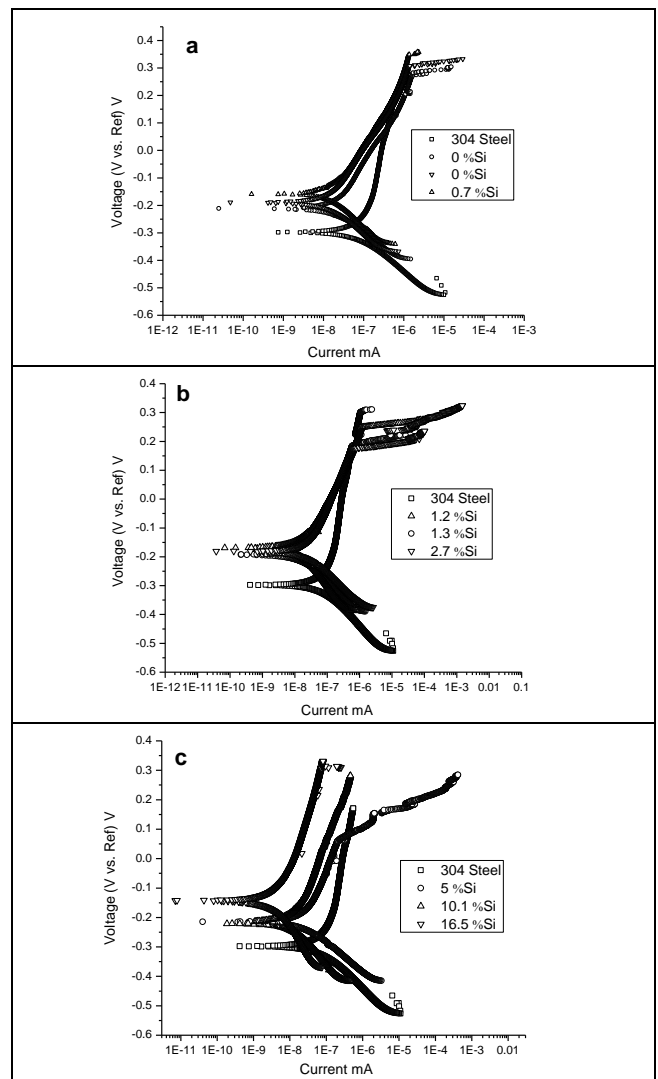 a
0.4
0.3
0.2
0.1
0.0
-0.1
-0.2
-0.3
-0.4
-0.5
-0.6
Voltage (V vs. Ref) V
304 Steel
0 %Si
0 %Si
0.7 %Si
1E-12 1E-11 1E-10 1E-9 1E-8 1E-7 1E-6 1E-5 1E-4 1E-3
Current mA
b
0.4
0.3
0.2
0.1
0.0
-0.1
-0.2
-0.3
-0.4
-0.5
-0.6
Voltage (V vs. Ref) V
304 Steel
1.2 %Si
1.3 %Si
2.7 %Si
1E-12 1E-11 1E-10 1E-9 1E-8 1E-7 1E-6 1E-5 1E-4 1E-3 0.01 0.1
Current mA
c
0.4
0.3
0.2
0.1
0.0
-0.1
-0.2
-0.3
-0.4
-0.5
-0.6
Voltage (V vs. Ref) V
304 Steel
5 %Si
10.1 %Si
16.5 %Si
1E-11 1E-10 1E-9 1E-8 1E-7 1E-6 1E-5 1E-4 1E-3 0.01
Current mA